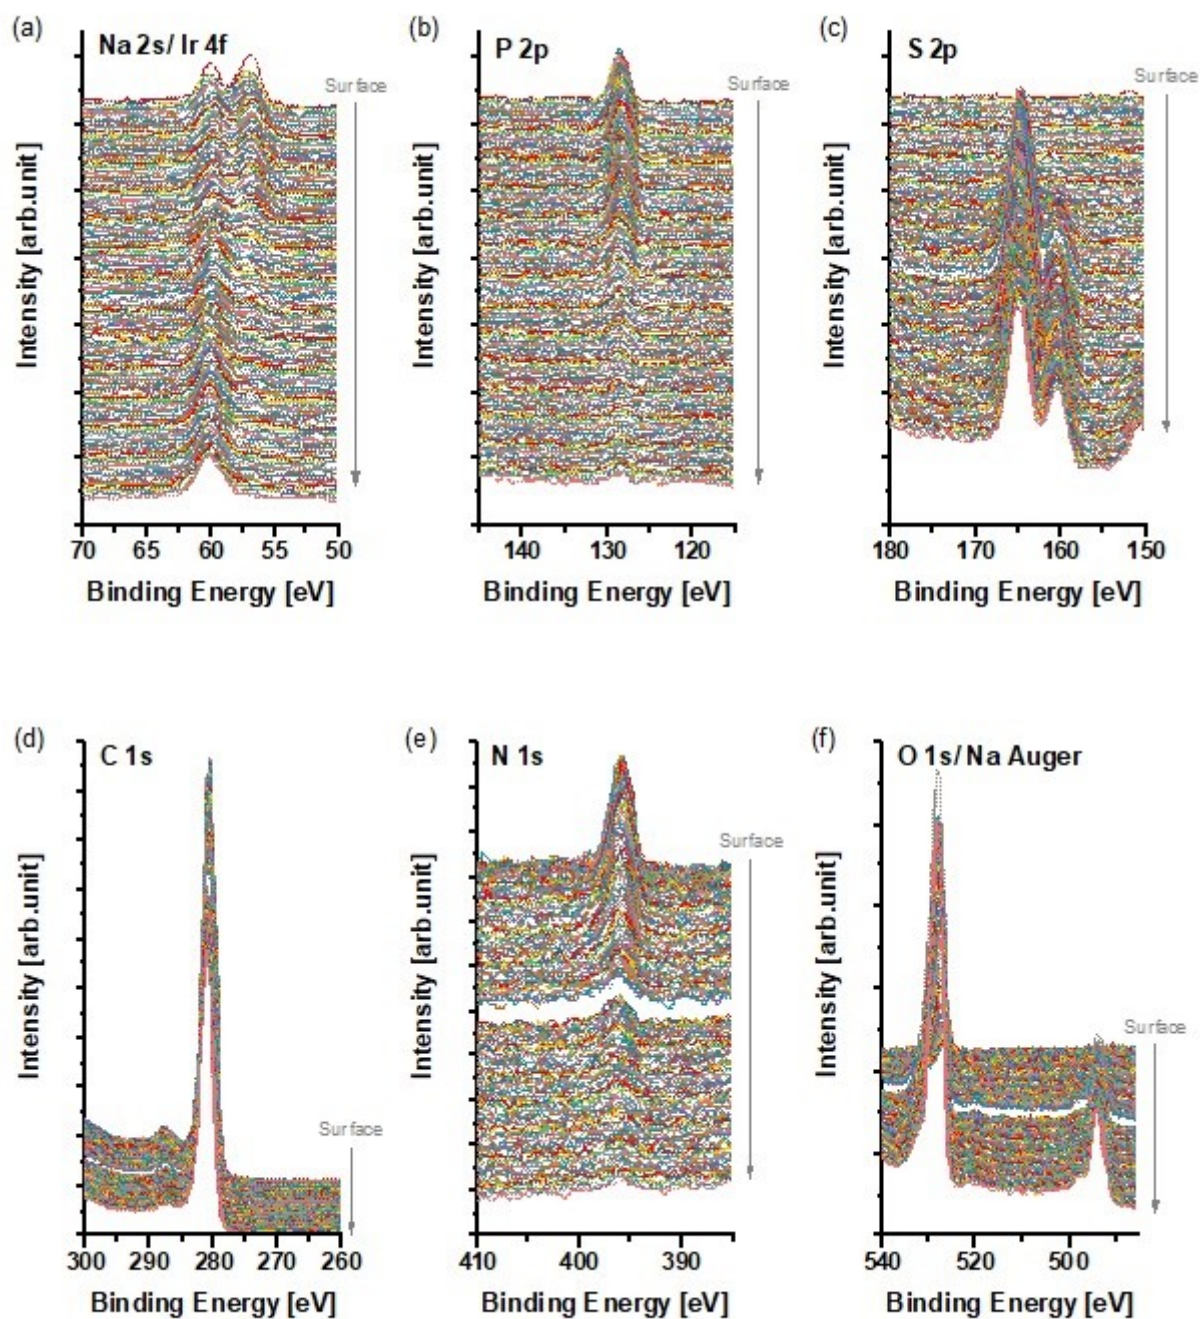 (a)
Na 2s/ Ir 4f
Surface
Intensity [arb.unit]
70 65 60 55 50
Binding Energy [eV]
(b)
P 2p
Surface
Intensity [arb.unit]
140 130 120
Binding Energy [eV]
(c)
S 2p
Surface
Intensity [arb.unit]
180 170 160 150
Binding Energy [eV]
(d)
C 1s
Surface
Intensity [arb.unit]
300 290 280 270 260
Binding Energy [eV]
(e)
N 1s
Surface
Intensity [arb.unit]
410 400 390
Binding Energy [eV]
(f)
O 1s/ Na Auger
Surface
Intensity [arb.unit]
540 520 500
Binding Energy [eV]